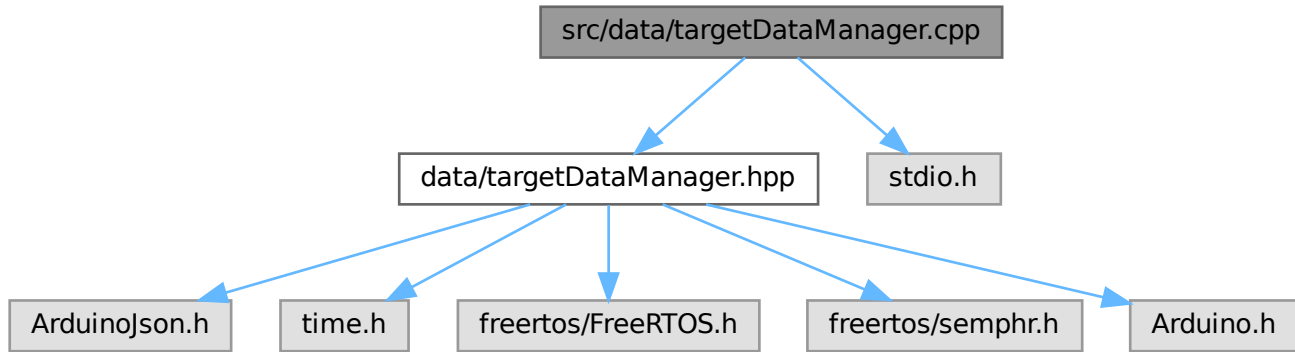 src/data/targetDataManager.cpp
data/targetDataManager.hpp
stdio.h
ArduinoJson.h
time.h
freertos/FreeRTOS.h
freertos/semphr.h
Arduino.h